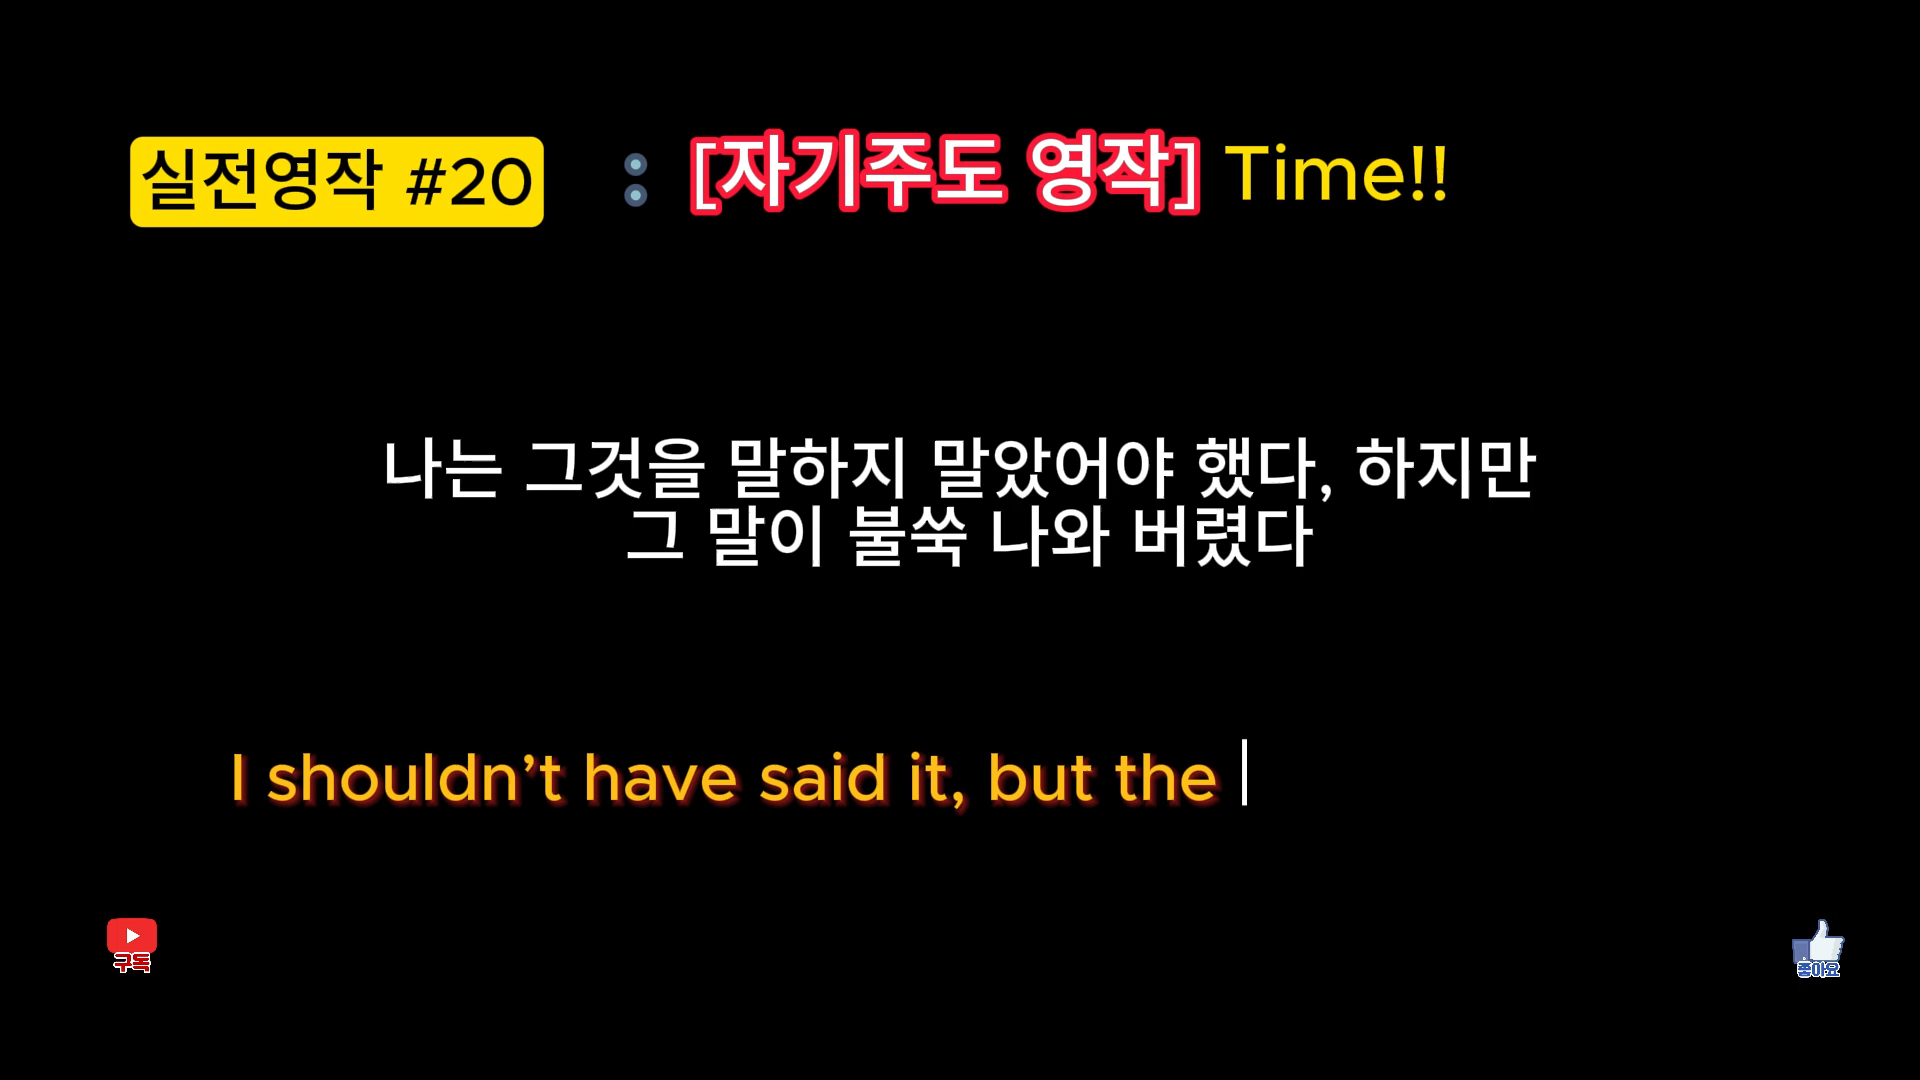 실전영작 #20 : [자기주도 영작] Time!!
나는 그것을 말하지 말았어야 했다, 하지만
그 말이 불쑥 나와 버렸다
I shouldn’t have said it, but the
구독
좋아요